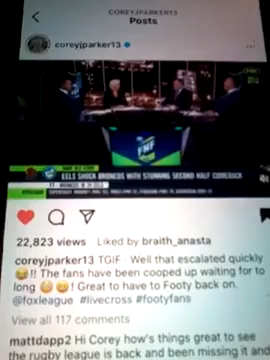 COREYJPARKER13
Posts
coreyjparker13
FNF
EELS SHOCK BRONCOS WITH STUNNING SECOND HALF COMEBACK
22,823 views Liked by braith_anasta
coreyjparker13 TGIF Well that escalated quickly
😂!! The fans have been cooped up waiting for to
long 😁😄! Great to have to Footy back on.
@foxleague #livecross #footyfans
View all 117 comments
mattdapp2 Hi Corey how's things great to see
the rugby league is back and been missing it and